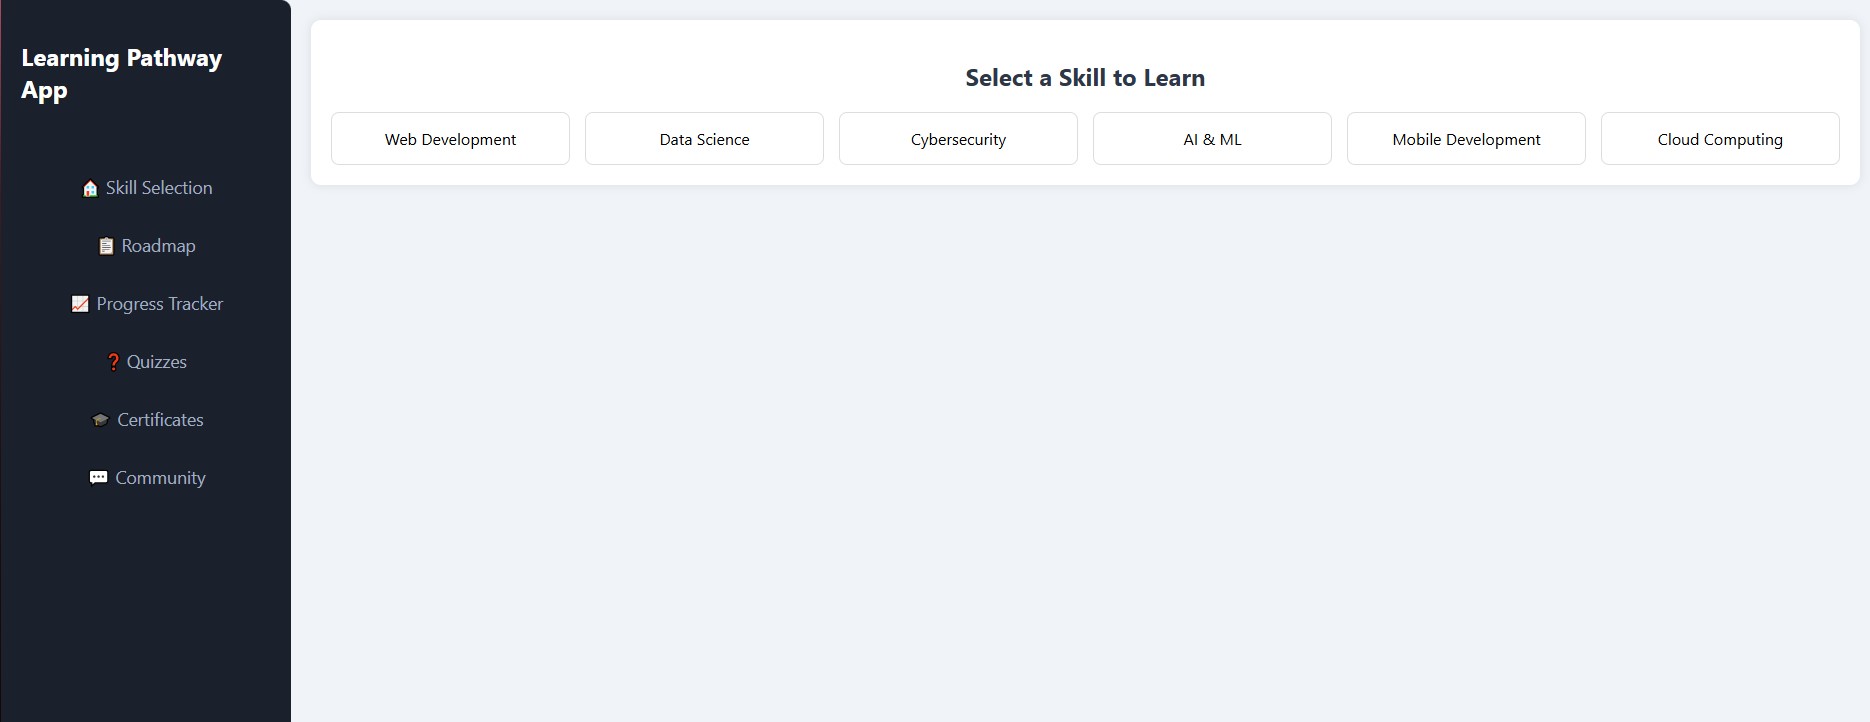 Learning Pathway
App
Skill Selection
Roadmap
Progress Tracker
Quizzes
Certificates
Community
Select a Skill to Learn
Web Development
Data Science
Cybersecurity
AI & ML
Mobile Development
Cloud Computing